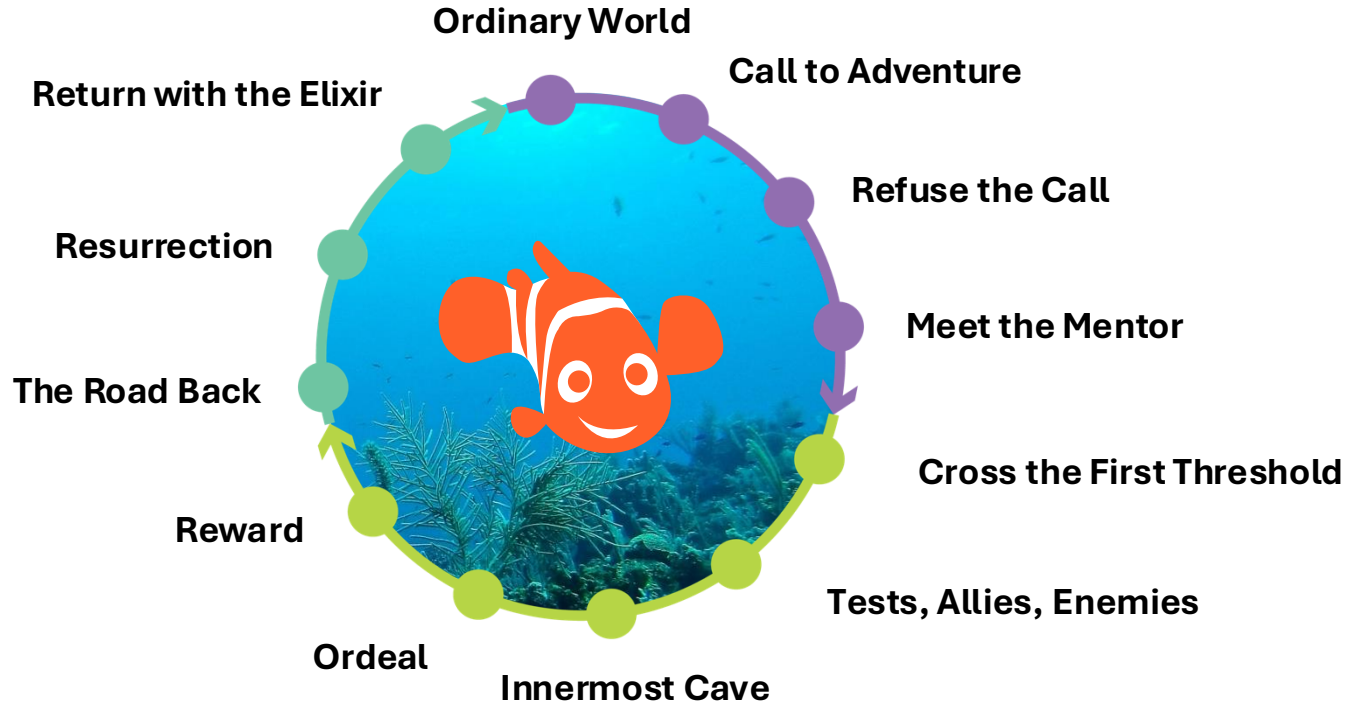 Ordinary World
Call to Adventure
Refuse the Call
Meet the Mentor
Cross the First Threshold
Tests, Allies, Enemies
Innermost Cave
Ordeal
Reward
The Road Back
Resurrection
Return with the Elixir